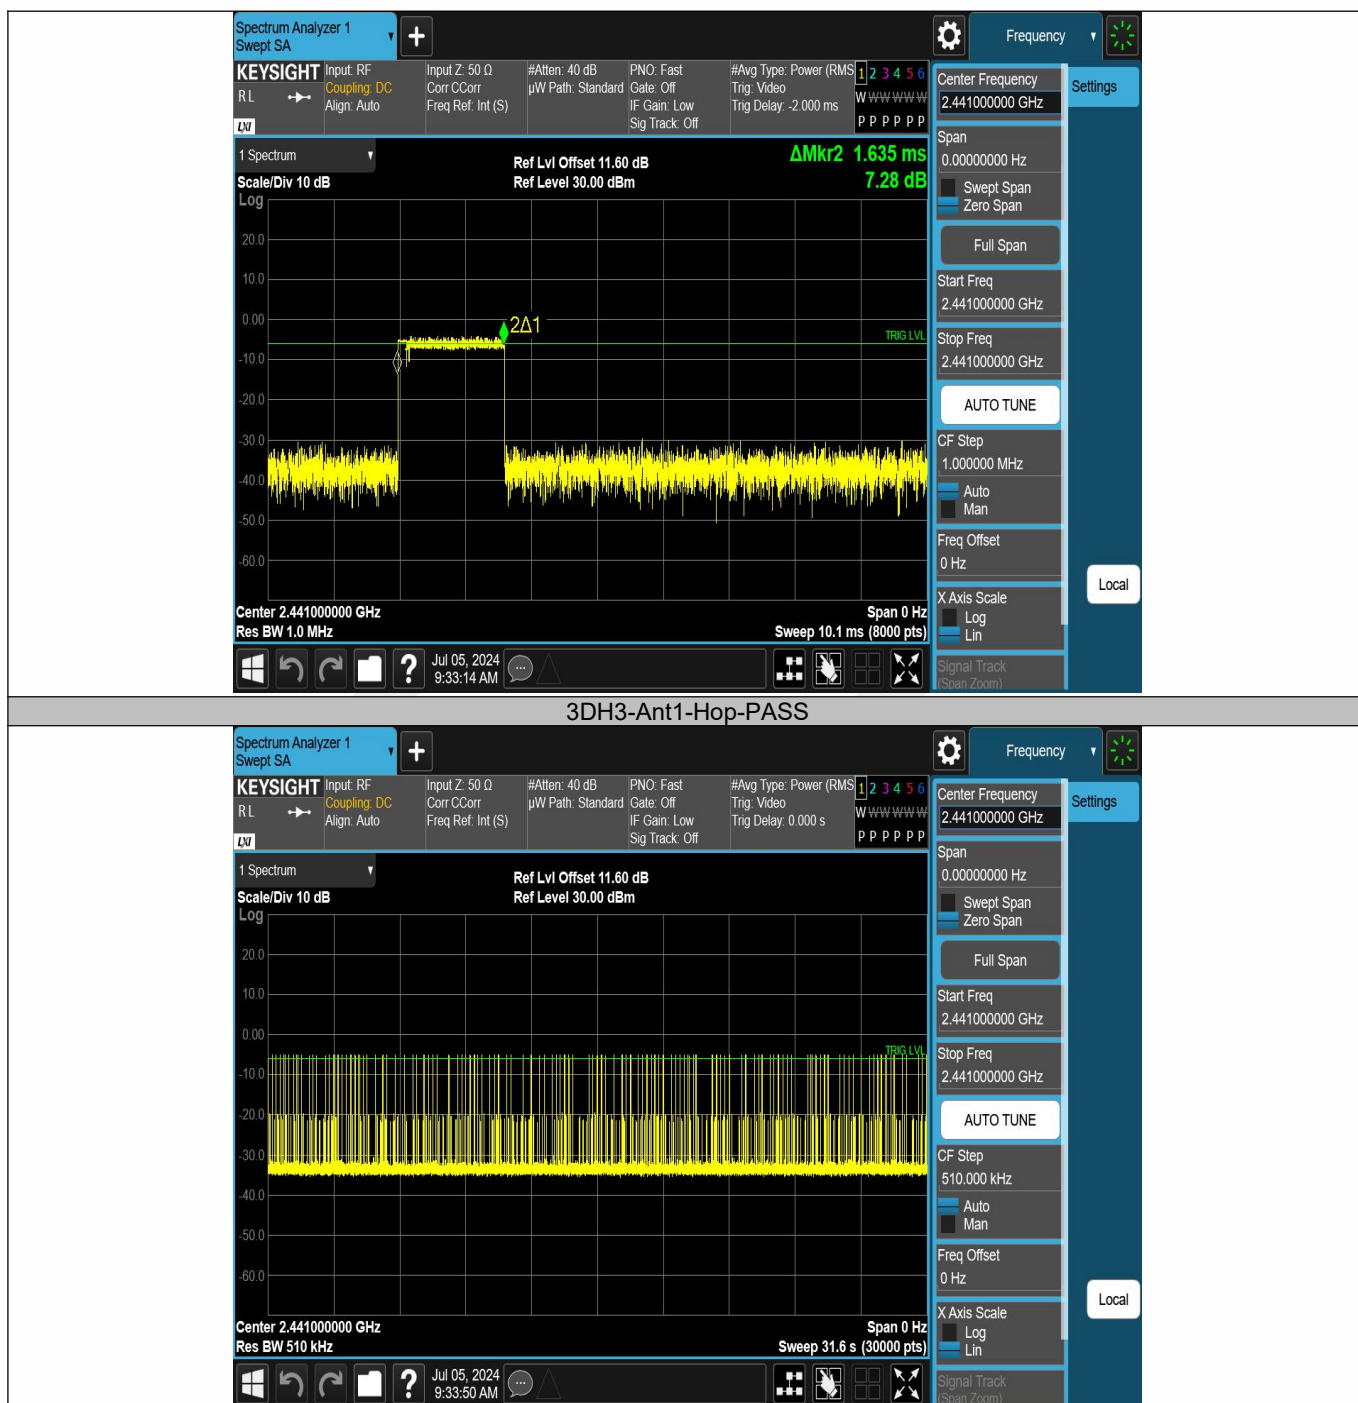 Spectrum Analyzer 1
Swept SA
Frequency
KEYSIGHT
R L
LXI
Input: RF
Coupling: DC
Align: Auto
Input Z: 50 Ω
Corr CCorr
Freq Ref: Int (S)
#Atten: 40 dB
µW Path: Standard
PNO: Fast
Gate: Off
IF Gain: Low
Sig Track: Off
#Avg Type: Power (RMS
Trig: Video
Trig Delay: -2.000 ms
1 2 3 4 5 6
W W W W W W
P P P P P P
Center Frequency
2.441000000 GHz
Settings
1 Spectrum
Scale/Div 10 dB
Log
Ref Lvl Offset 11.60 dB
Ref Level 30.00 dBm
ΔMkr2 1.635 ms
7.28 dB
Span
0.00000000 Hz
Swept Span
Zero Span
Full Span
Start Freq
2.441000000 GHz
Stop Freq
2.441000000 GHz
AUTO TUNE
CF Step
1.000000 MHz
Auto
Man
Freq Offset
0 Hz
X Axis Scale
Log
Lin
Signal Track
(Span Zoom)
Local
20.0
10.0
0.00
-10.0
-20.0
-30.0
-40.0
-50.0
-60.0
2Δ1
TRIG LVL
Center 2.441000000 GHz
Res BW 1.0 MHz
Span 0 Hz
Sweep 10.1 ms (8000 pts)
?
Jul 05, 2024
9:33:14 AM
3DH3-Ant1-Hop-PASS
Spectrum Analyzer 1
Swept SA
Frequency
KEYSIGHT
R L
LXI
Input: RF
Coupling: DC
Align: Auto
Input Z: 50 Ω
Corr CCorr
Freq Ref: Int (S)
#Atten: 40 dB
µW Path: Standard
PNO: Fast
Gate: Off
IF Gain: Low
Sig Track: Off
#Avg Type: Power (RMS
Trig: Video
Trig Delay: 0.000 s
1 2 3 4 5 6
W W W W W W
P P P P P P
Center Frequency
2.441000000 GHz
Settings
1 Spectrum
Scale/Div 10 dB
Log
Ref Lvl Offset 11.60 dB
Ref Level 30.00 dBm
Span
0.00000000 Hz
Swept Span
Zero Span
Full Span
Start Freq
2.441000000 GHz
Stop Freq
2.441000000 GHz
AUTO TUNE
CF Step
510.000 kHz
Auto
Man
Freq Offset
0 Hz
X Axis Scale
Log
Lin
Signal Track
(Span Zoom)
Local
20.0
10.0
0.00
-10.0
-20.0
-30.0
-40.0
-50.0
-60.0
TRIG LVL
Center 2.441000000 GHz
Res BW 510 kHz
Span 0 Hz
Sweep 31.6 s (30000 pts)
?
Jul 05, 2024
9:33:50 AM